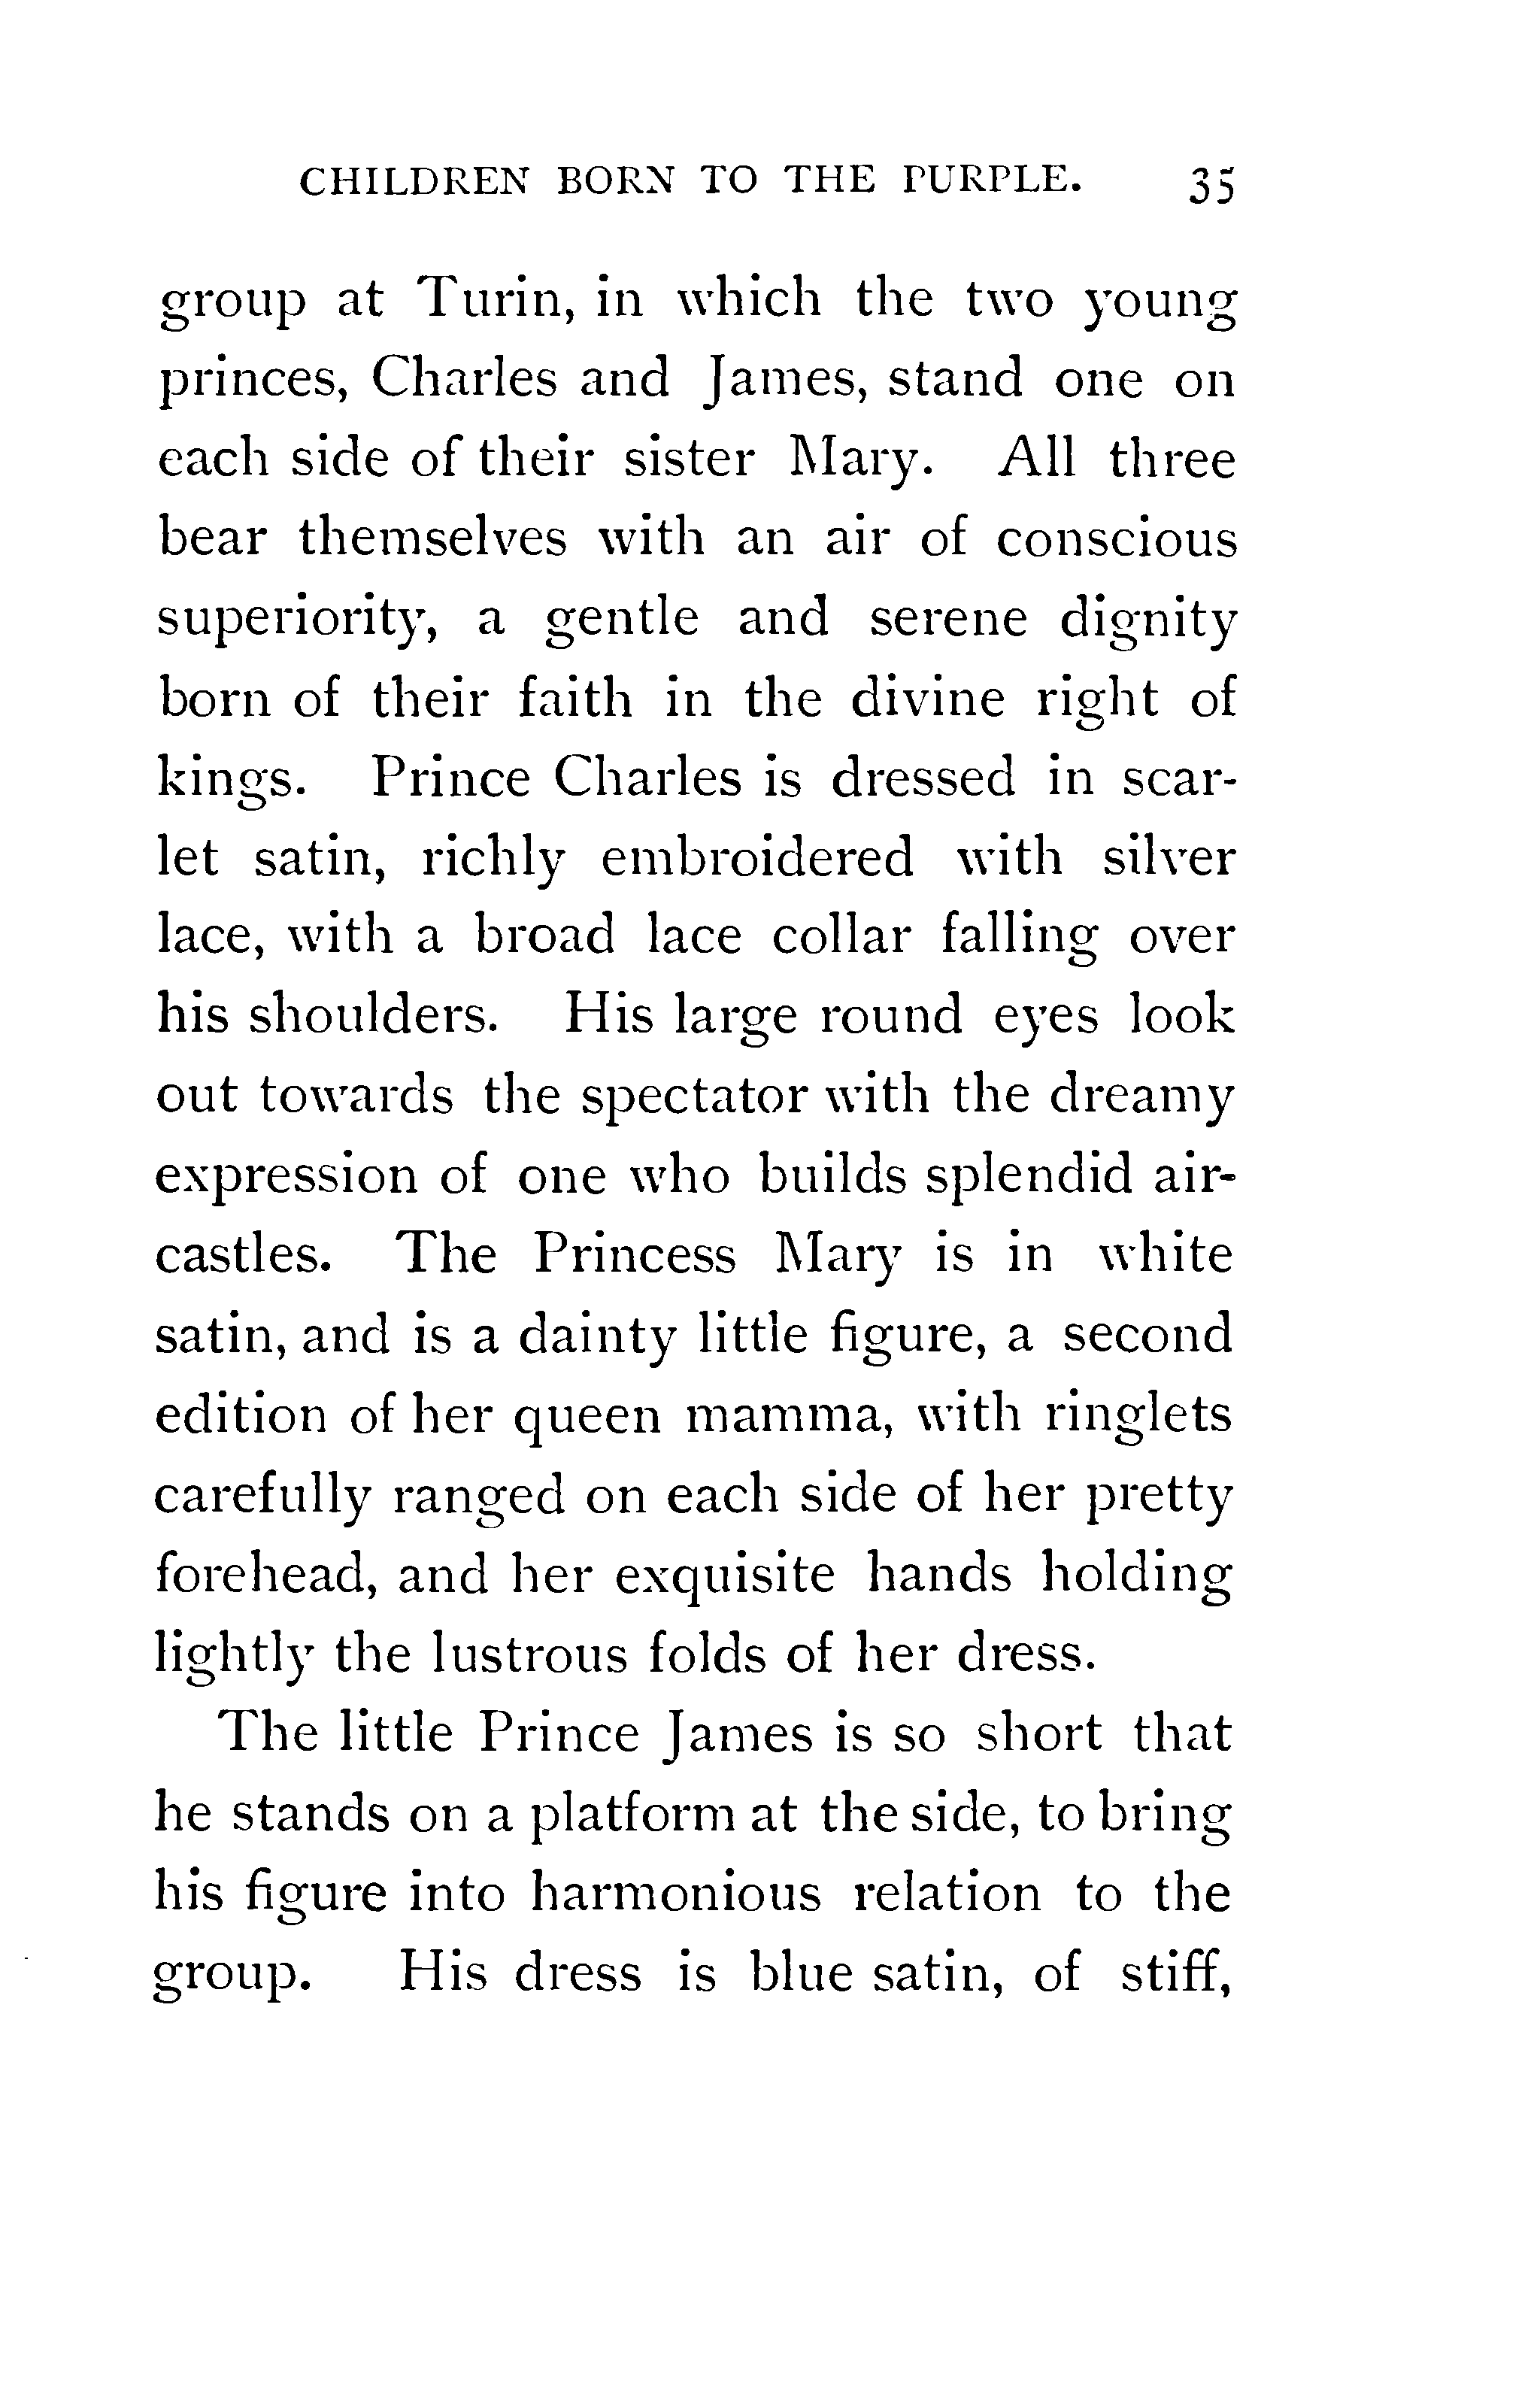 CHILDREN BORN TO THE PURPLE. 35
group at Turin, in which the two young
princes, Charles and James, stand one on
each side of their sister Mary. All three
bear themselves with an air of conscious
superiority, a gentle and serene dignity
born of their faith in the divine right of
kings. Prince Charles is dressed in scar-
let satin, richly embroidered with silver
lace, with a broad lace collar falling over
his shoulders. His large round eyes look
out towards the spectator with the dreamy
expression of one who builds splendid air-
castles. The Princess Mary is in white
satin, and is a dainty little figure, a second
edition of her queen mamma, with ringlets
carefully ranged on each side of her pretty
forehead, and her exquisite hands holding
lightly the lustrous folds of her dress.
The little Prince James is so short that
he stands on a platform at the side, to bring
his figure into harmonious relation to the
group. His dress is blue satin, of stiff,